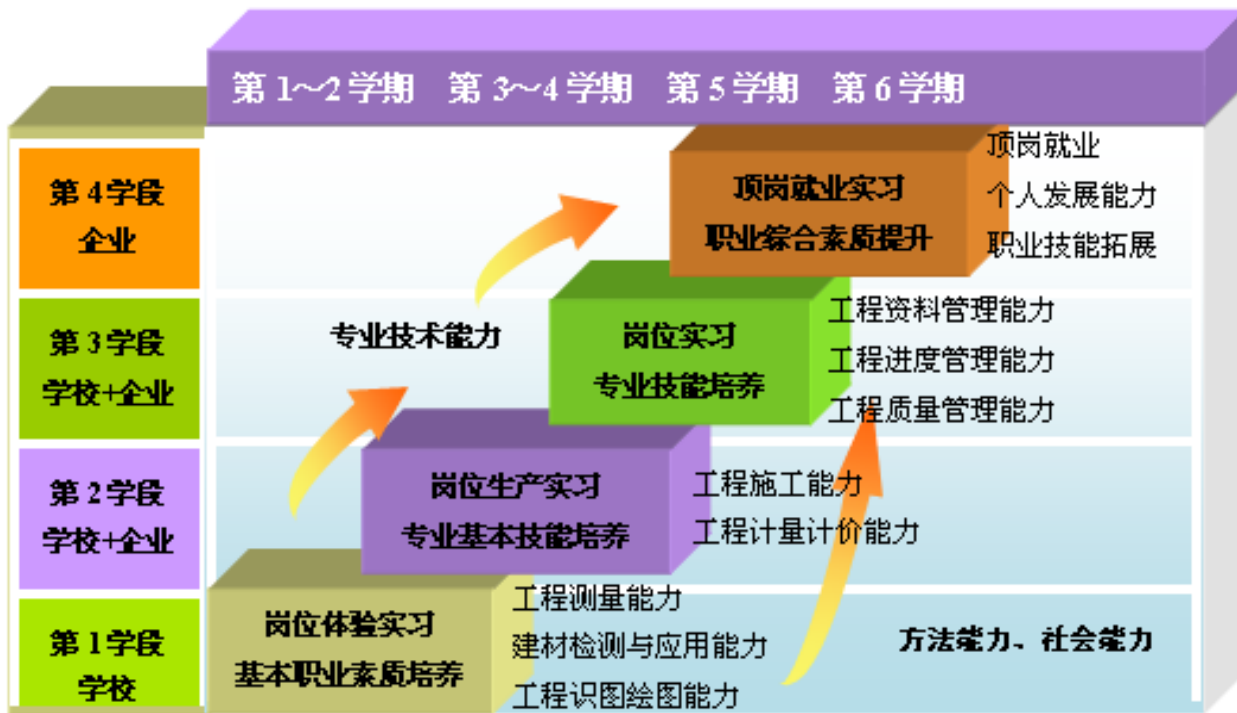 第 1～2 学期 第 3～4 学期 第 5 学期 第 6 学期
第 4 学段
企业
顶岗就业实习
职业综合素质提升
顶岗就业
个人发展能力
职业技能拓展
第 3 学段
学校+企业
专业技术能力
岗位实习
专业技能培养
工程资料管理能力
工程进度管理能力
工程质量管理能力
第 2 学段
学校+企业
岗位生产实习
专业基本技能培养
工程施工能力
工程计量计价能力
第 1 学段
学校
岗位体验实习
基本职业素质培养
工程测量能力
建材检测与应用能力
工程识图绘图能力
方法能力、社会能力